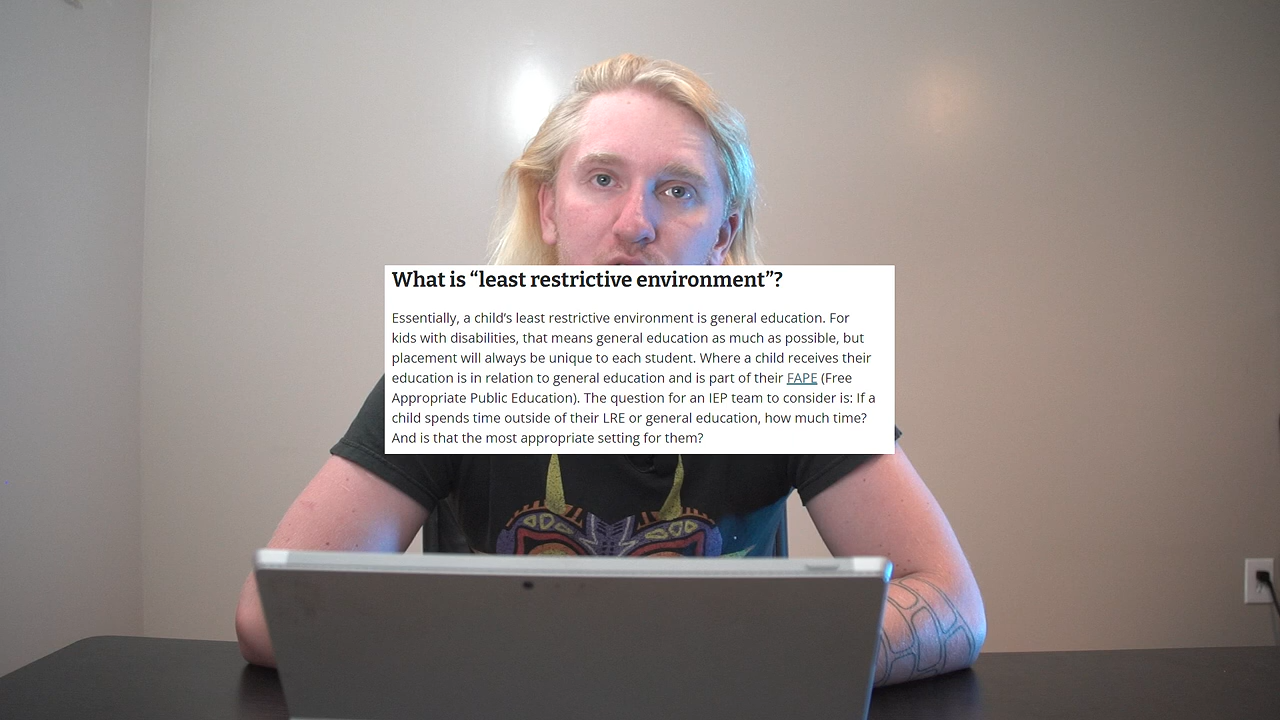 What is “least restrictive environment”?
Essentially, a child’s least restrictive environment is general education. For
kids with disabilities, that means general education as much as possible, but
placement will always be unique to each student. Where a child receives their
education is in relation to general education and is part of their FAPE (Free
Appropriate Public Education). The question for an IEP team to consider is: If a
child spends time outside of their LRE or general education, how much time?
And is that the most appropriate setting for them?